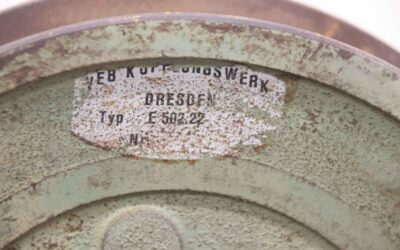 VEB KUPPLUNGSWERK
DRESDEN
Typ E 502.22
Nr.